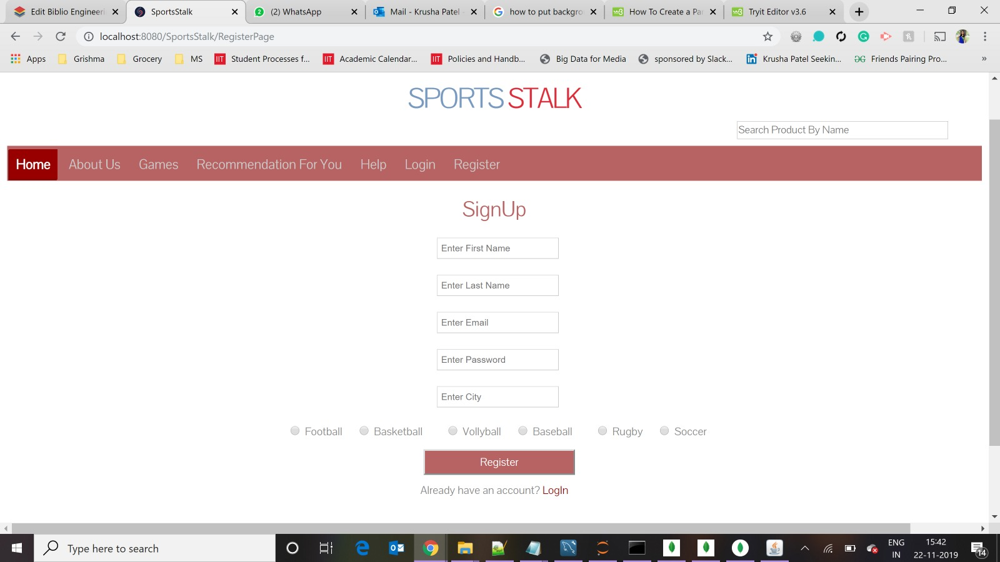 Edit Biblio Engineeri
SportsStalk
(2) WhatsApp
Mail - Krusha Patel -
how to put backgro
How To Create a Par
Tryit Editor v3.6
localhost:8080/SportsStalk/RegisterPage
Apps
Grishma
Grocery
MS
IIT Student Processes f...
IIT Academic Calendar...
IIT Policies and Handb...
Big Data for Media
sponsored by Slack...
in Krusha Patel Seekin...
Friends Pairing Pro...
»
SPORTS STALK
Search Product By Name
Home About Us Games Recommendation For You Help Login Register
SignUp
Enter First Name
Enter Last Name
Enter Email
Enter Password
Enter City
Football Basketball Vollyball Baseball Rugby Soccer
Register
Already have an account? LogIn
Type here to search
ENG
IN
15:42
22-11-2019
14